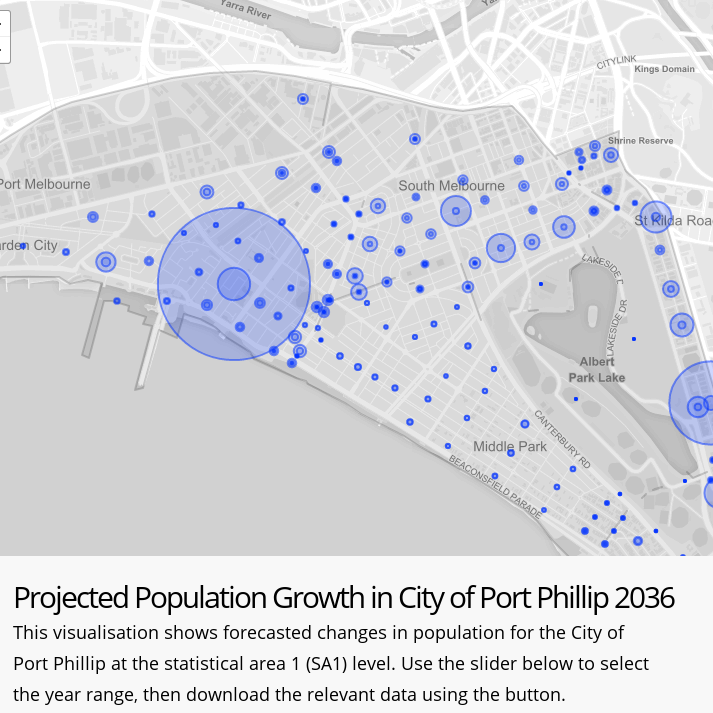 Yarra River
CITYLINK
Kings Domain
Shrine Reserve
Port Melbourne
South Melbourne
St Kilda Roa
arden City
LAKESIDE D
LAKESIDE DR
Albert
Park Lake
CANTERBURY RD
Middle Park
BEACONSFIELD PARADE
Projected Population Growth in City of Port Phillip 2036
This visualisation shows forecasted changes in population for the City of
Port Phillip at the statistical area 1 (SA1) level. Use the slider below to select
the year range, then download the relevant data using the button.